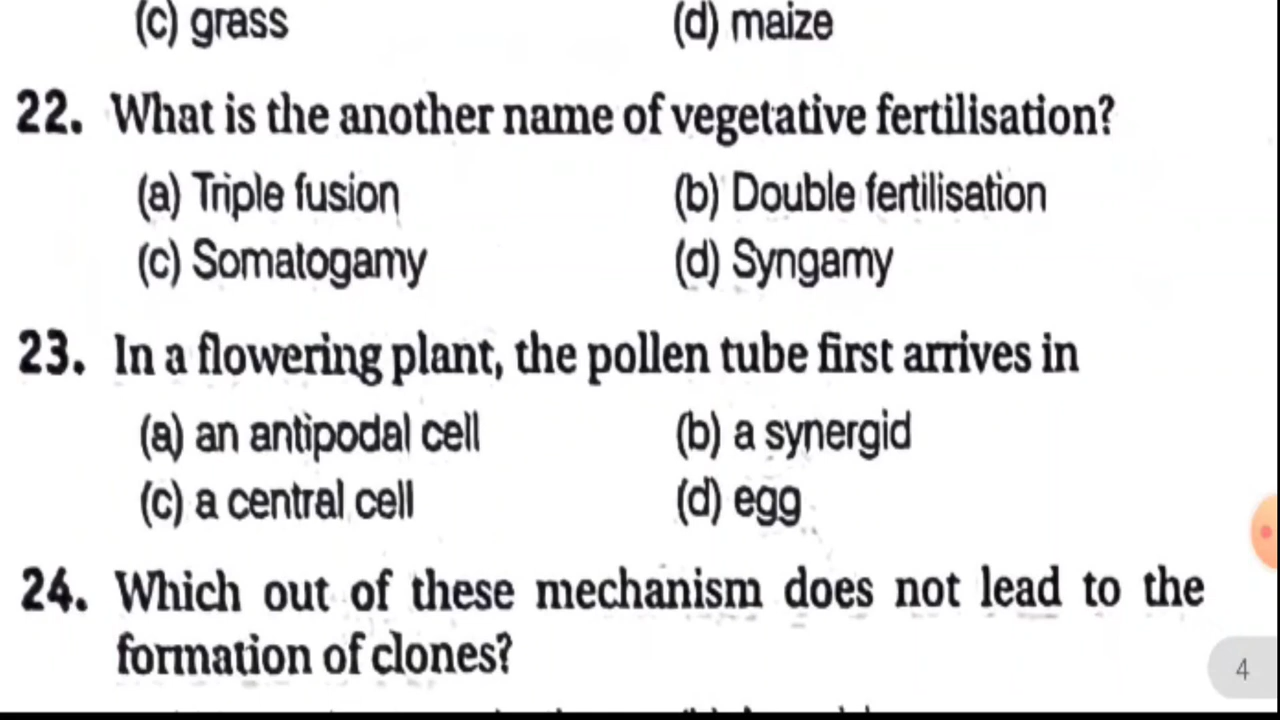 (c) grass (d) maize
22. What is the another name of vegetative fertilisation?
(a) Triple fusion (b) Double fertilisation
(c) Somatogamy (d) Syngamy
23. In a flowering plant, the pollen tube first arrives in
(a) an antipodal cell (b) a synergid
(c) a central cell (d) egg
24. Which out of these mechanism does not lead to the
formation of clones?
4